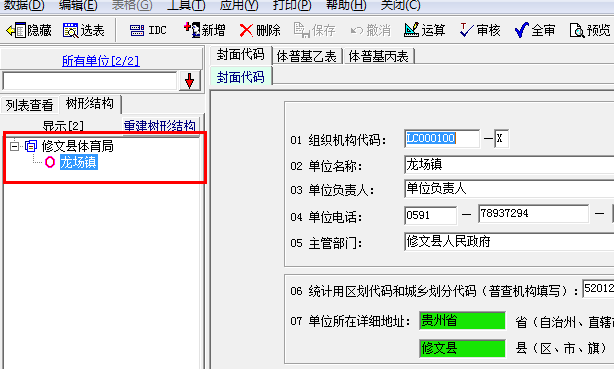 数据(D) 编辑(E) 表格(G) 工具(T) 应用(Y) 打印(P) 帮助(H) 关闭(C)
隐藏 选表 IDC 新增 删除 保存 撤消 运算 审核 全审 预览
所有单位[2/2]
列表查看 树形结构
显示[2] 重建树形结构
修文县体育局
龙场镇
封面代码 体普基乙表 体普基丙表
封面代码
01 组织机构代码: LC000100 — X
02 单位名称: 龙场镇
03 单位负责人: 单位负责人
04 单位电话: 0591 — 78937294 —
05 主管部门: 修文县人民政府
06 统计用区划代码和城乡划分代码(普查机构填写): 52012
07 单位所在详细地址: 贵州省 省(自治州、直辖
修文县 县(区、市、旗)